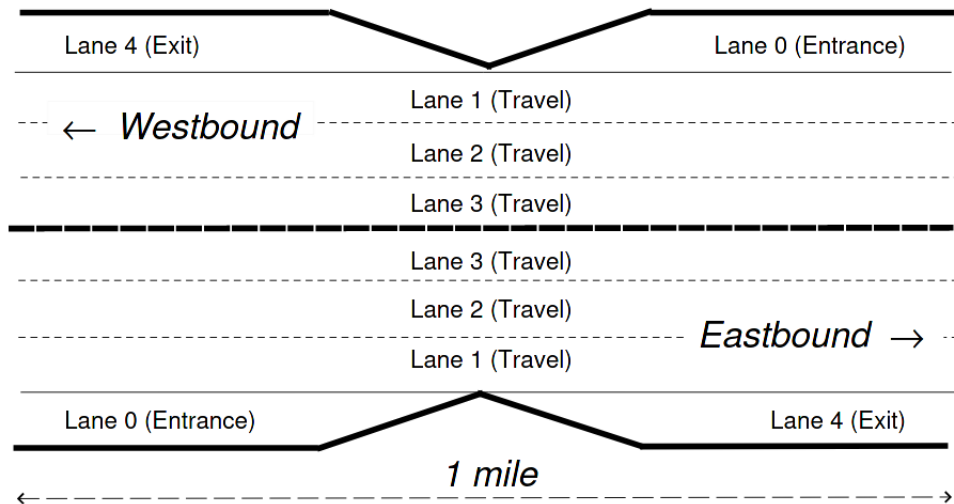 Lane 4 (Exit)
Lane 0 (Entrance)
Lane 1 (Travel)
← Westbound
Lane 2 (Travel)
Lane 3 (Travel)
Lane 3 (Travel)
Lane 2 (Travel)
Eastbound →
Lane 1 (Travel)
Lane 0 (Entrance)
Lane 4 (Exit)
1 mile